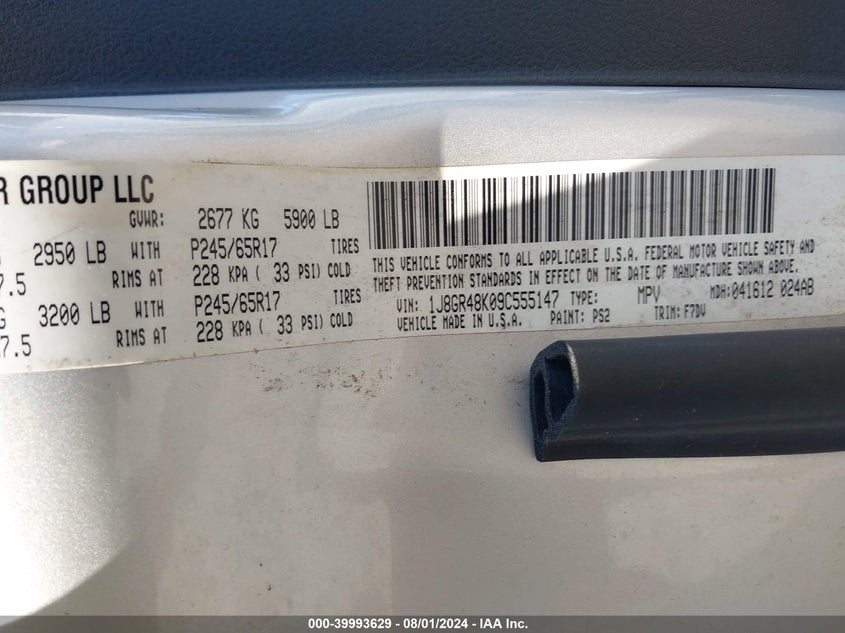 R GROUP LLC
GVWR: 2677 KG 5900 LB
2950 LB WITH P245/65R17 TIRES
7.5 RIMS AT 228 KPA ( 33 PSI) COLD
G 3200 LB WITH P245/65R17 TIRES
7.5 RIMS AT 228 KPA ( 33 PSI) COLD
THIS VEHICLE CONFORMS TO ALL APPLICABLE U.S.A. FEDERAL MOTOR VEHICLE SAFETY AND
THEFT PREVENTION STANDARDS IN EFFECT ON THE DATE OF MANUFACTURE SHOWN ABOVE.
VIN: 1J8GR48K09C555147 TYPE: MPV MDH: 041612 024AB
VEHICLE MADE IN U.S.A. PAINT: PS2 TRIM: F7DV
000-39993629 - 08/01/2024 - IAA Inc.